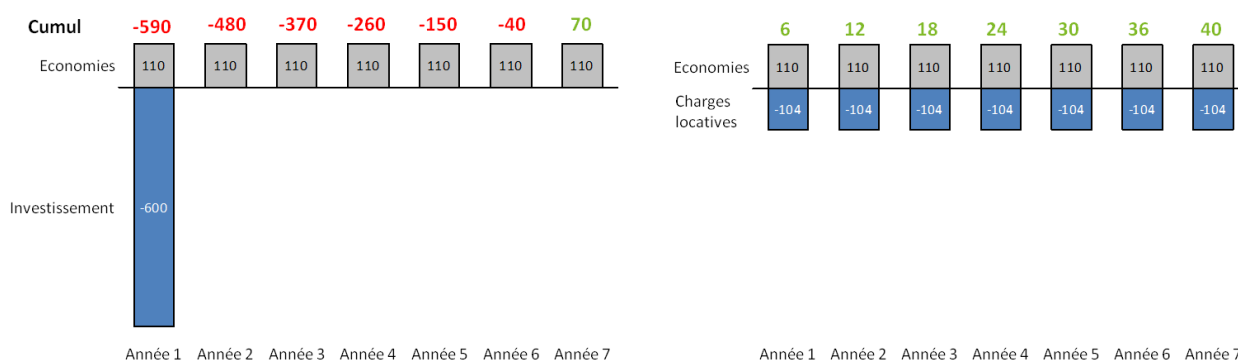 Cumul -590 -480 -370 -260 -150 -40 70
Economies 110 110 110 110 110 110 110
Investissement -600
Année 1 Année 2 Année 3 Année 4 Année 5 Année 6 Année 7
6 12 18 24 30 36 40
Economies 110 110 110 110 110 110 110
Charges
locatives -104 -104 -104 -104 -104 -104 -104
Année 1 Année 2 Année 3 Année 4 Année 5 Année 6 Année 7